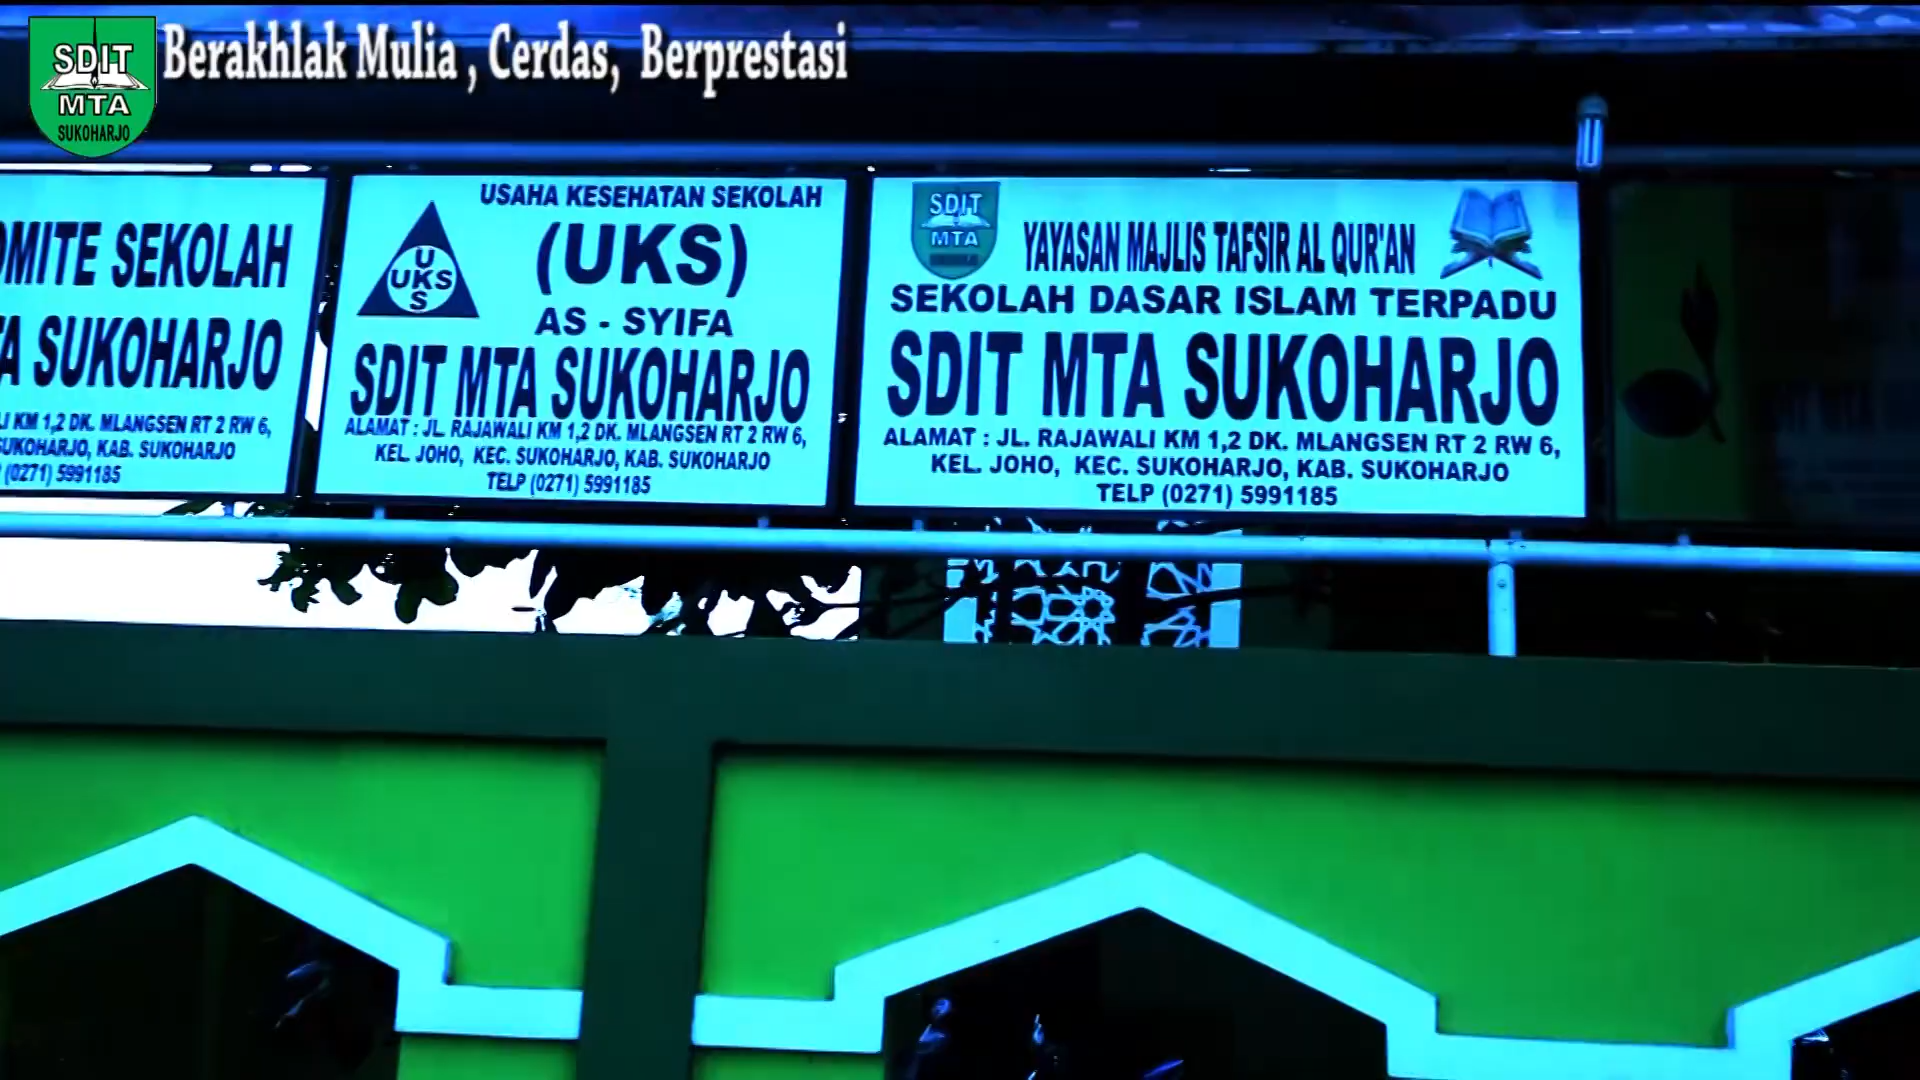 SDIT
MTA
SUKOHARJO
Berakhlak Mulia , Cerdas, Berprestasi
SEKOLAH
SUKOHARJO
KM 1,2 DK. MLANGSEN RT 2 RW 6,
SUKOHARJO, KAB. SUKOHARJO
(0271) 5991185
USAHA KESEHATAN SEKOLAH
(UKS)
U
UKS
S
AS - SYIFA
SDIT MTA SUKOHARJO
ALAMAT : JL. RAJAWALI KM 1,2 DK. MLANGSEN RT 2 RW 6,
KEL. JOHO, KEC. SUKOHARJO, KAB. SUKOHARJO
TELP (0271) 5991185
SDIT
MTA
YAYASAN MAJLIS TAFSIR AL QUR'AN
SEKOLAH DASAR ISLAM TERPADU
SDIT MTA SUKOHARJO
ALAMAT : JL. RAJAWALI KM 1,2 DK. MLANGSEN RT 2 RW 6,
KEL. JOHO, KEC. SUKOHARJO, KAB. SUKOHARJO
TELP (0271) 5991185